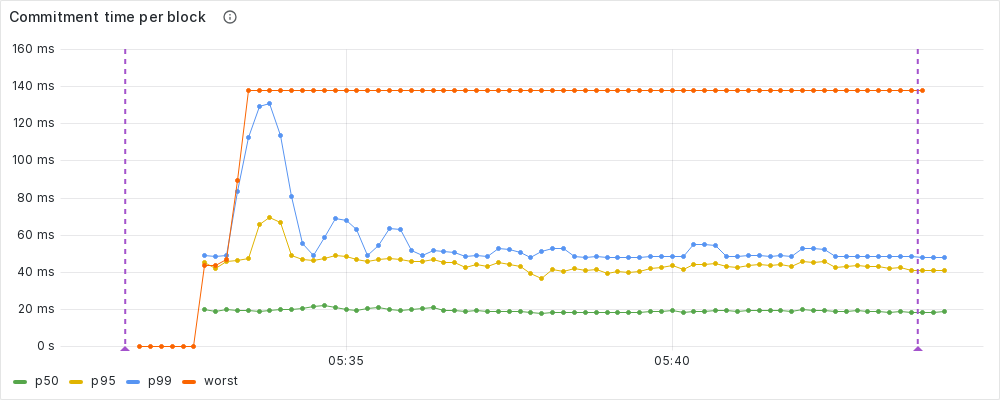 Commitment time per block
160 ms
140 ms
120 ms
100 ms
80 ms
60 ms
40 ms
20 ms
0 s
05:35 05:40
p50 p95 p99 worst